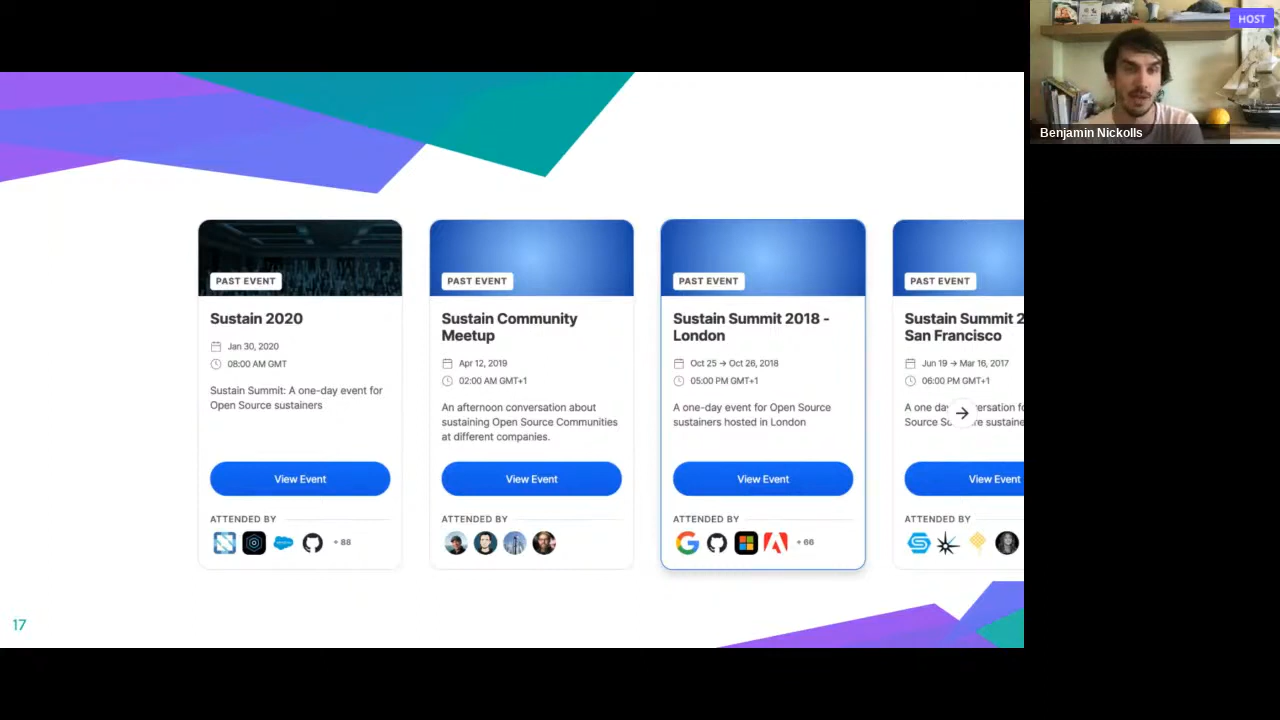 HOST
Benjamin Nickolls
PAST EVENT
Sustain 2020
Jan 30, 2020
08:00 AM GMT
Sustain Summit: A one-day event for
Open Source sustainers
View Event
ATTENDED BY
+ 88
PAST EVENT
Sustain Community
Meetup
Apr 12, 2019
02:00 AM GMT+1
An afternoon conversation about
sustaining Open Source Communities
at different companies.
View Event
ATTENDED BY
PAST EVENT
Sustain Summit 2018 -
London
Oct 25 → Oct 26, 2018
05:00 PM GMT+1
A one-day event for Open Source
sustainers hosted in London
View Event
ATTENDED BY
+ 66
PAST EVENT
Sustain Summit 2
San Francisco
Jun 19 → Mar 16, 2017
06:00 PM GMT+1
A one
Source
View Event
ATTENDED BY
17